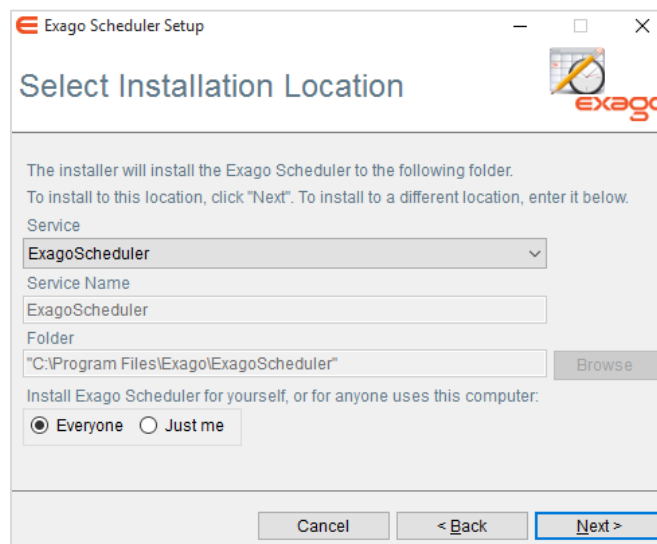 Exago Scheduler Setup
Select Installation Location
exago
The installer will install the Exago Scheduler to the following folder.
To install to this location, click "Next". To install to a different location, enter it below.
Service
ExagoScheduler
Service Name
ExagoScheduler
Folder
"C:\Program Files\Exago\ExagoScheduler"
Browse
Install Exago Scheduler for yourself, or for anyone uses this computer:
Everyone Just me
Cancel < Back Next >